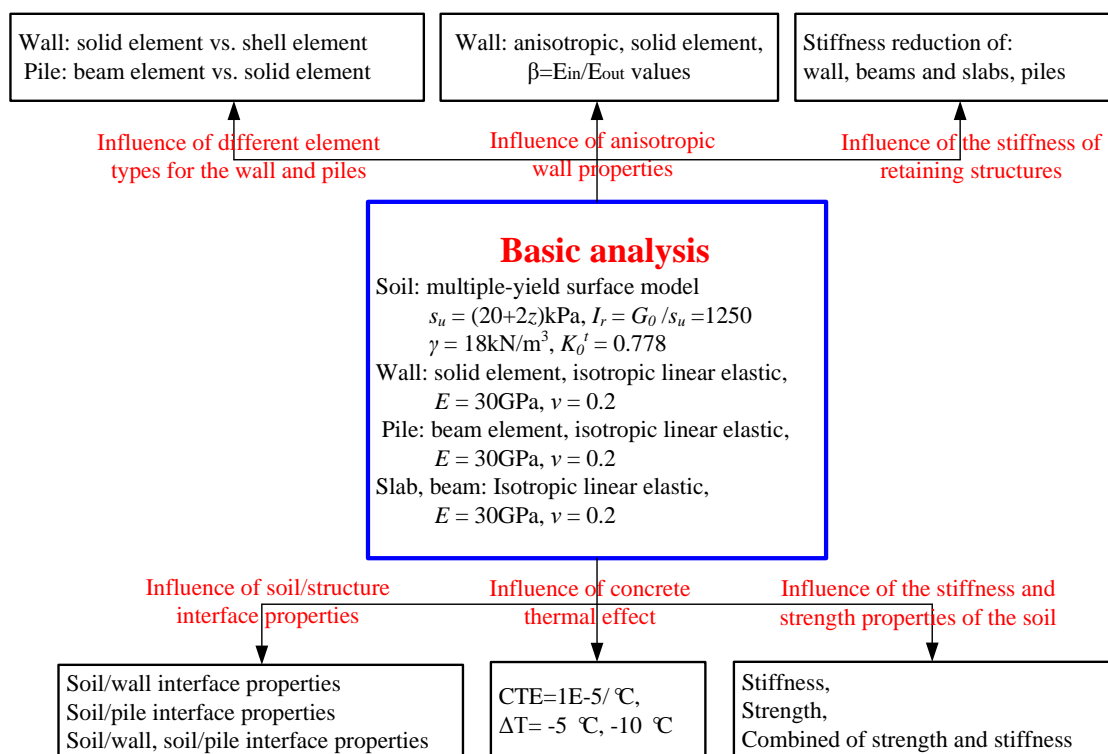 Wall: solid element vs. shell element
Pile: beam element vs. solid element
Wall: anisotropic, solid element,
β=Ein/Eout values
Stiffness reduction of:
wall, beams and slabs, piles
Influence of different element
types for the wall and piles
Influence of anisotropic
wall properties
Influence of the stiffness of
retaining structures
Basic analysis
Soil: multiple-yield surface model
s_u = (20+2z)kPa, I_r = G_0 /s_u =1250
γ = 18kN/m³, K_0^t = 0.778
Wall: solid element, isotropic linear elastic,
E = 30GPa, ν = 0.2
Pile: beam element, isotropic linear elastic,
E = 30GPa, ν = 0.2
Slab, beam: Isotropic linear elastic,
E = 30GPa, ν = 0.2
Influence of soil/structure
interface properties
Influence of concrete
thermal effect
Influence of the stiffness and
strength properties of the soil
Soil/wall interface properties
Soil/pile interface properties
Soil/wall, soil/pile interface properties
CTE=1E-5/ ℃,
ΔT= -5 ℃, -10 ℃
Stiffness,
Strength,
Combined of strength and stiffness